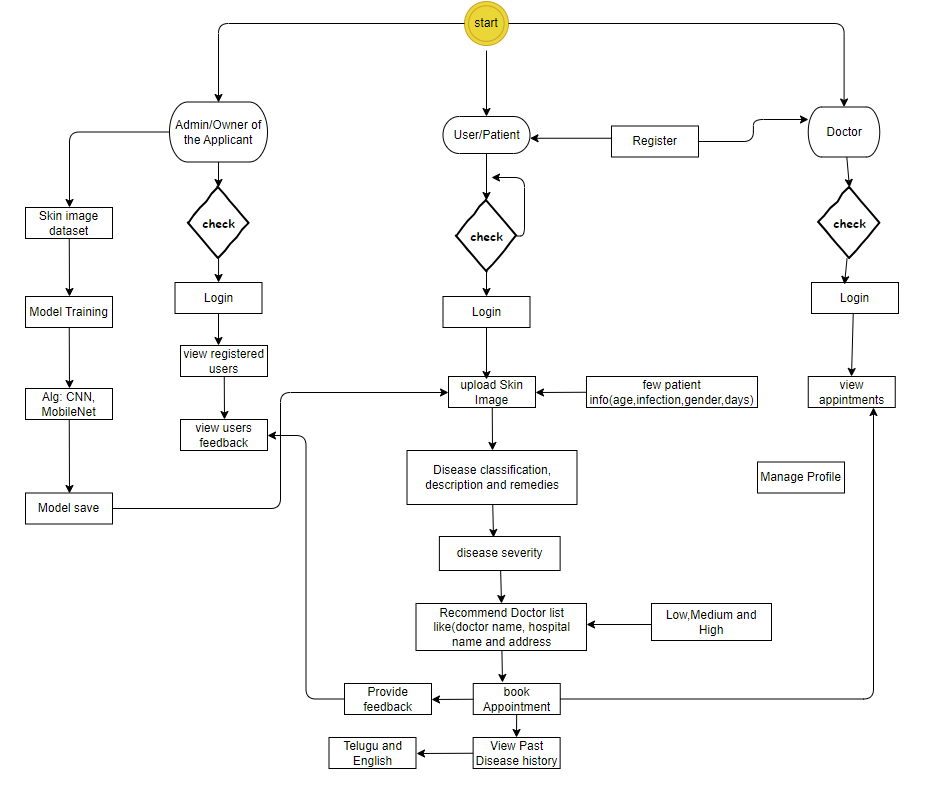 start
Admin/Owner of
the Applicant
User/Patient
Register
Doctor
Skin image
dataset
check
check
check
Model Training
Login
Login
Login
view registered
users
Alg: CNN,
MobileNet
upload Skin
Image
few patient
info(age,infection,gender,days)
view
appintments
view users
feedback
Disease classification,
description and remedies
Manage Profile
Model save
disease severity
Recommend Doctor list
like(doctor name, hospital
name and address
Low,Medium and
High
Provide
feedback
book
Appointment
Telugu and
English
View Past
Disease history